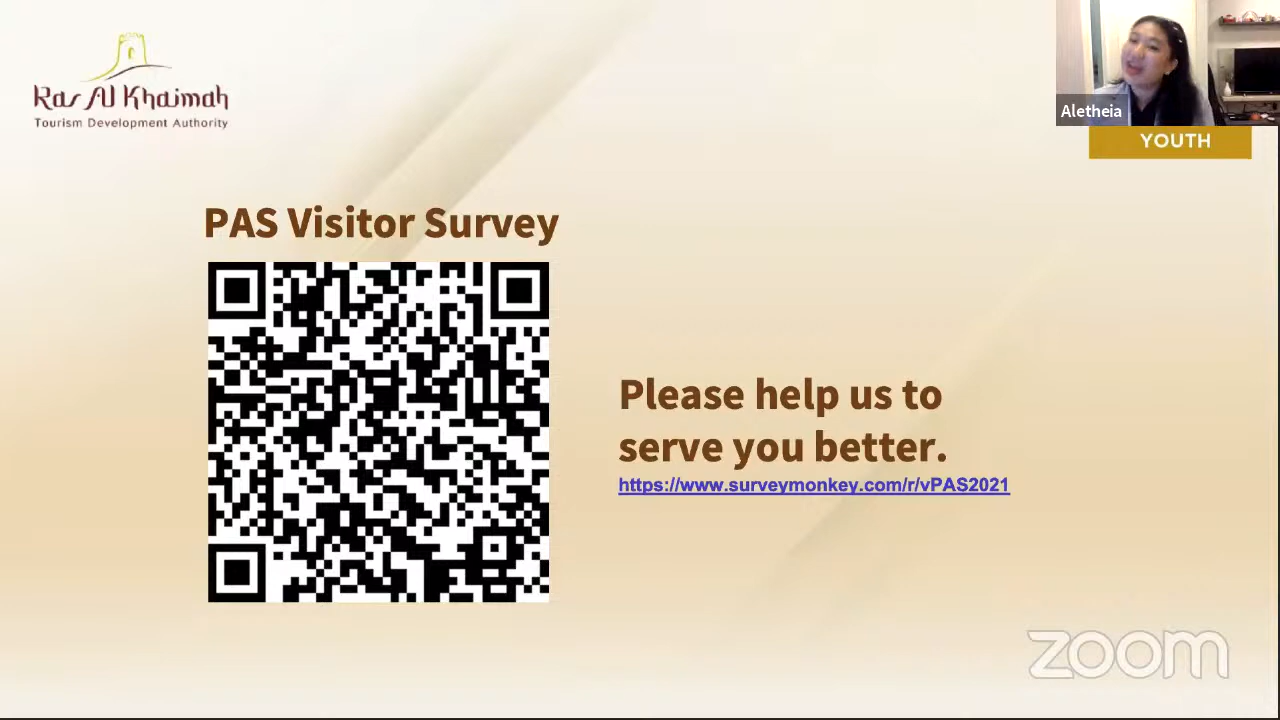 Ras Al Khaimah
Tourism Development Authority
Aletheia
YOUTH
PAS Visitor Survey
Please help us to
serve you better.
https://www.surveymonkey.com/r/vPAS2021
zoom